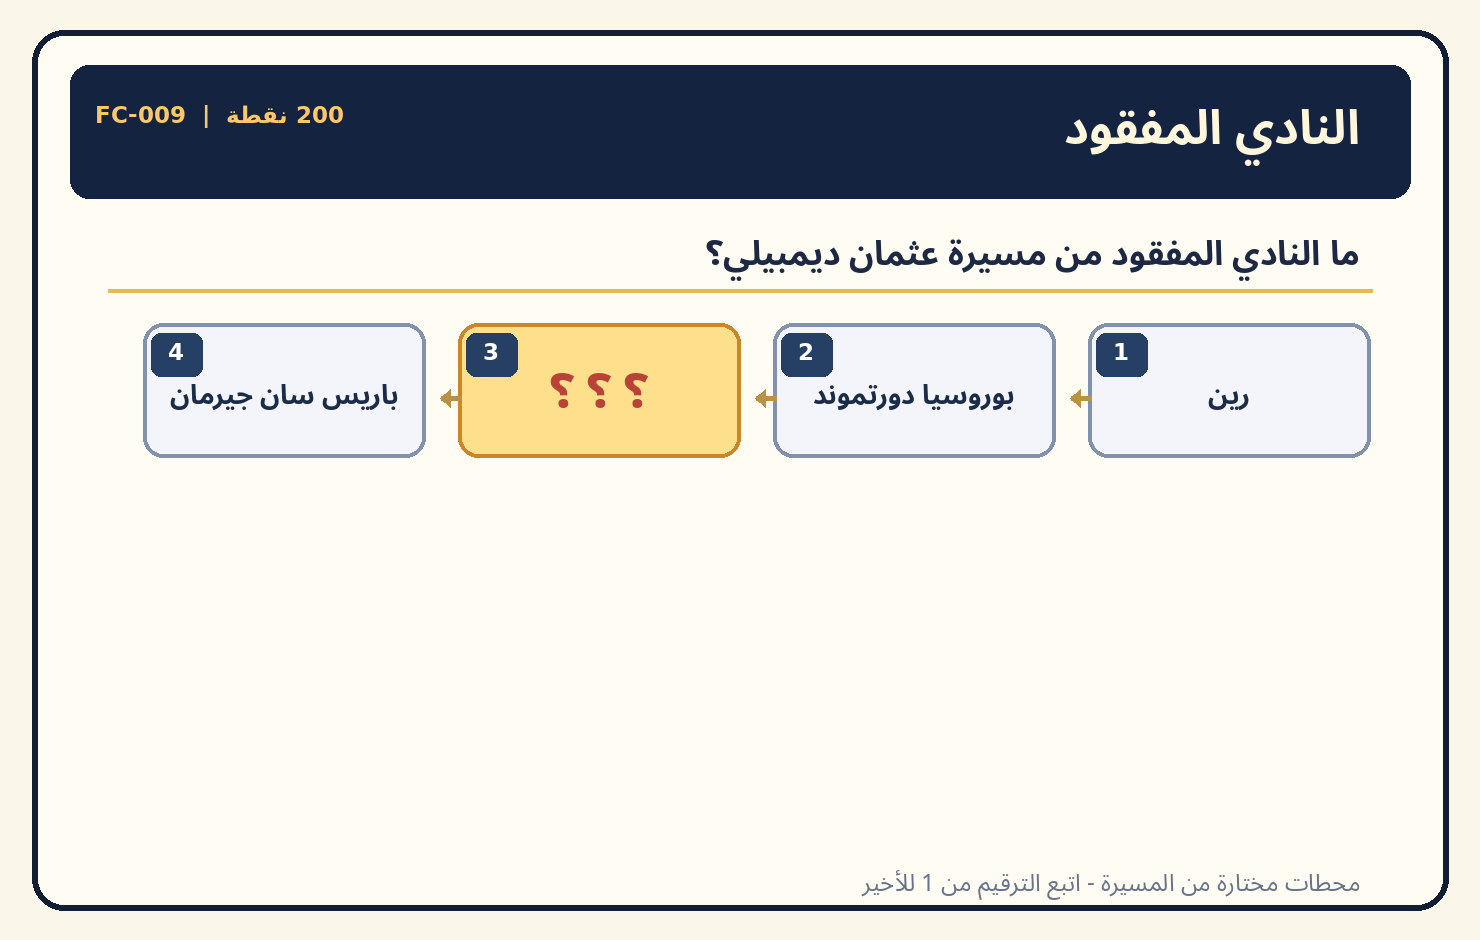 النادي المفقود
200 نقطة | FC-009
ما النادي المفقود من مسيرة عثمان ديمبيلي؟
1
رين
2
بوروسيا دورتموند
3
؟ ؟ ؟
4
باريس سان جيرمان
محطات مختارة من المسيرة - اتبع الترقيم من 1 للأخير